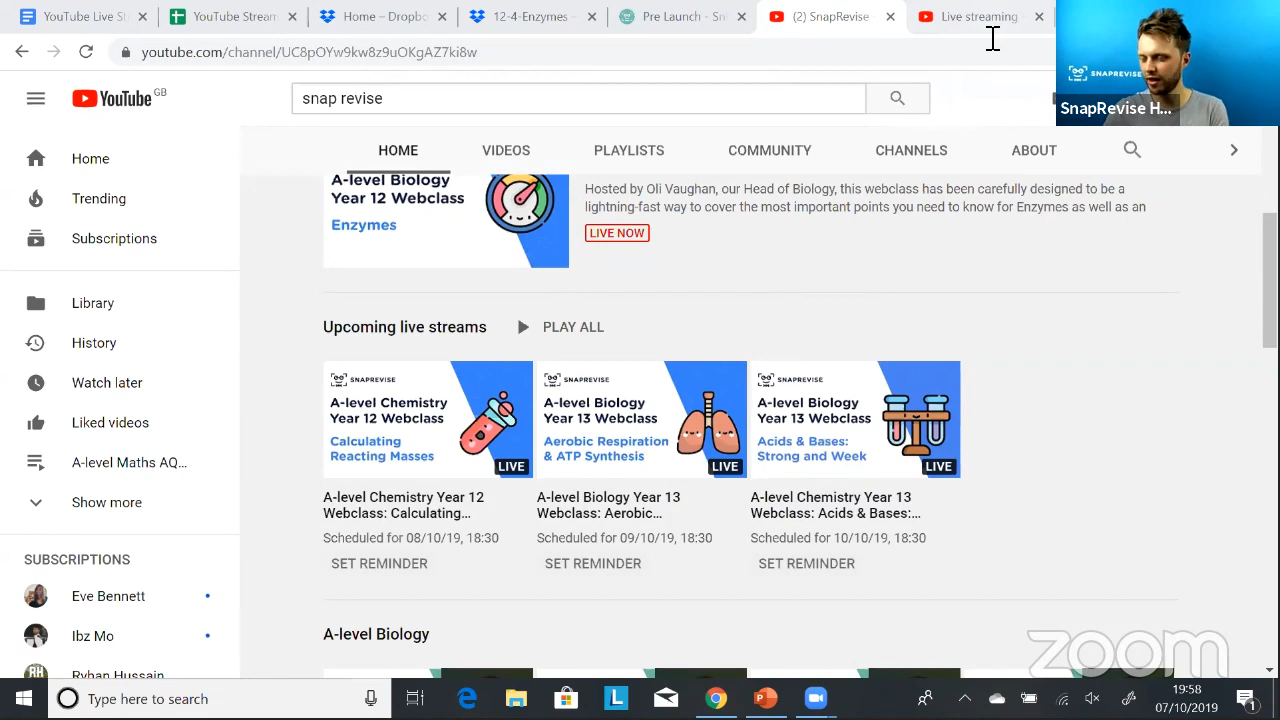 YouTube Live St
YouTube Stream
Home – Dropbo
12-4-Enzymes –
Pre Launch - S
(2) SnapRevise -
Live streaming
youtube.com/channel/UC8pOYw9kw8z9uOKgAZ7ki8w
SNAPREVISE
SnapRevise H...
YouTube GB
snap revise
HOME
VIDEOS
PLAYLISTS
COMMUNITY
CHANNELS
ABOUT
Home
Trending
Subscriptions
Library
History
Watch later
Liked videos
A-level Maths AQ...
Show more
SUBSCRIPTIONS
Eve Bennett
Ibz Mo
Ryhan Hussain
A-level Biology
Year 12 Webclass
Enzymes
Hosted by Oli Vaughan, our Head of Biology, this webclass has been carefully designed to be a
lightning-fast way to cover the most important points you need to know for Enzymes as well as an
LIVE NOW
Upcoming live streams
PLAY ALL
SNAPREVISE
A-level Chemistry
Year 12 Webclass
Calculating
Reacting Masses
LIVE
A-level Chemistry Year 12
Webclass: Calculating...
Scheduled for 08/10/19, 18:30
SET REMINDER
SNAPREVISE
A-level Biology
Year 13 Webclass
Aerobic Respiration
& ATP Synthesis
LIVE
A-level Biology Year 13
Webclass: Aerobic...
Scheduled for 09/10/19, 18:30
SET REMINDER
SNAPREVISE
A-level Biology
Year 13 Webclass
Acids & Bases:
Strong and Week
LIVE
A-level Chemistry Year 13
Webclass: Acids & Bases:...
Scheduled for 10/10/19, 18:30
SET REMINDER
A-level Biology
zoom
Type here to search
19:58
07/10/2019
1